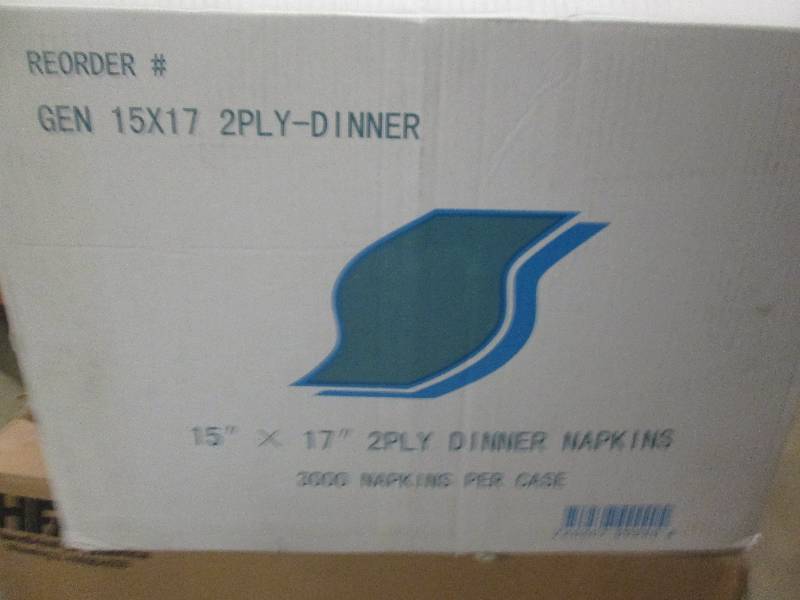 REORDER #
GEN 15X17 2PLY-DINNER
15" X 17" 2PLY DINNER NAPKINS
3000 NAPKINS PER CASE